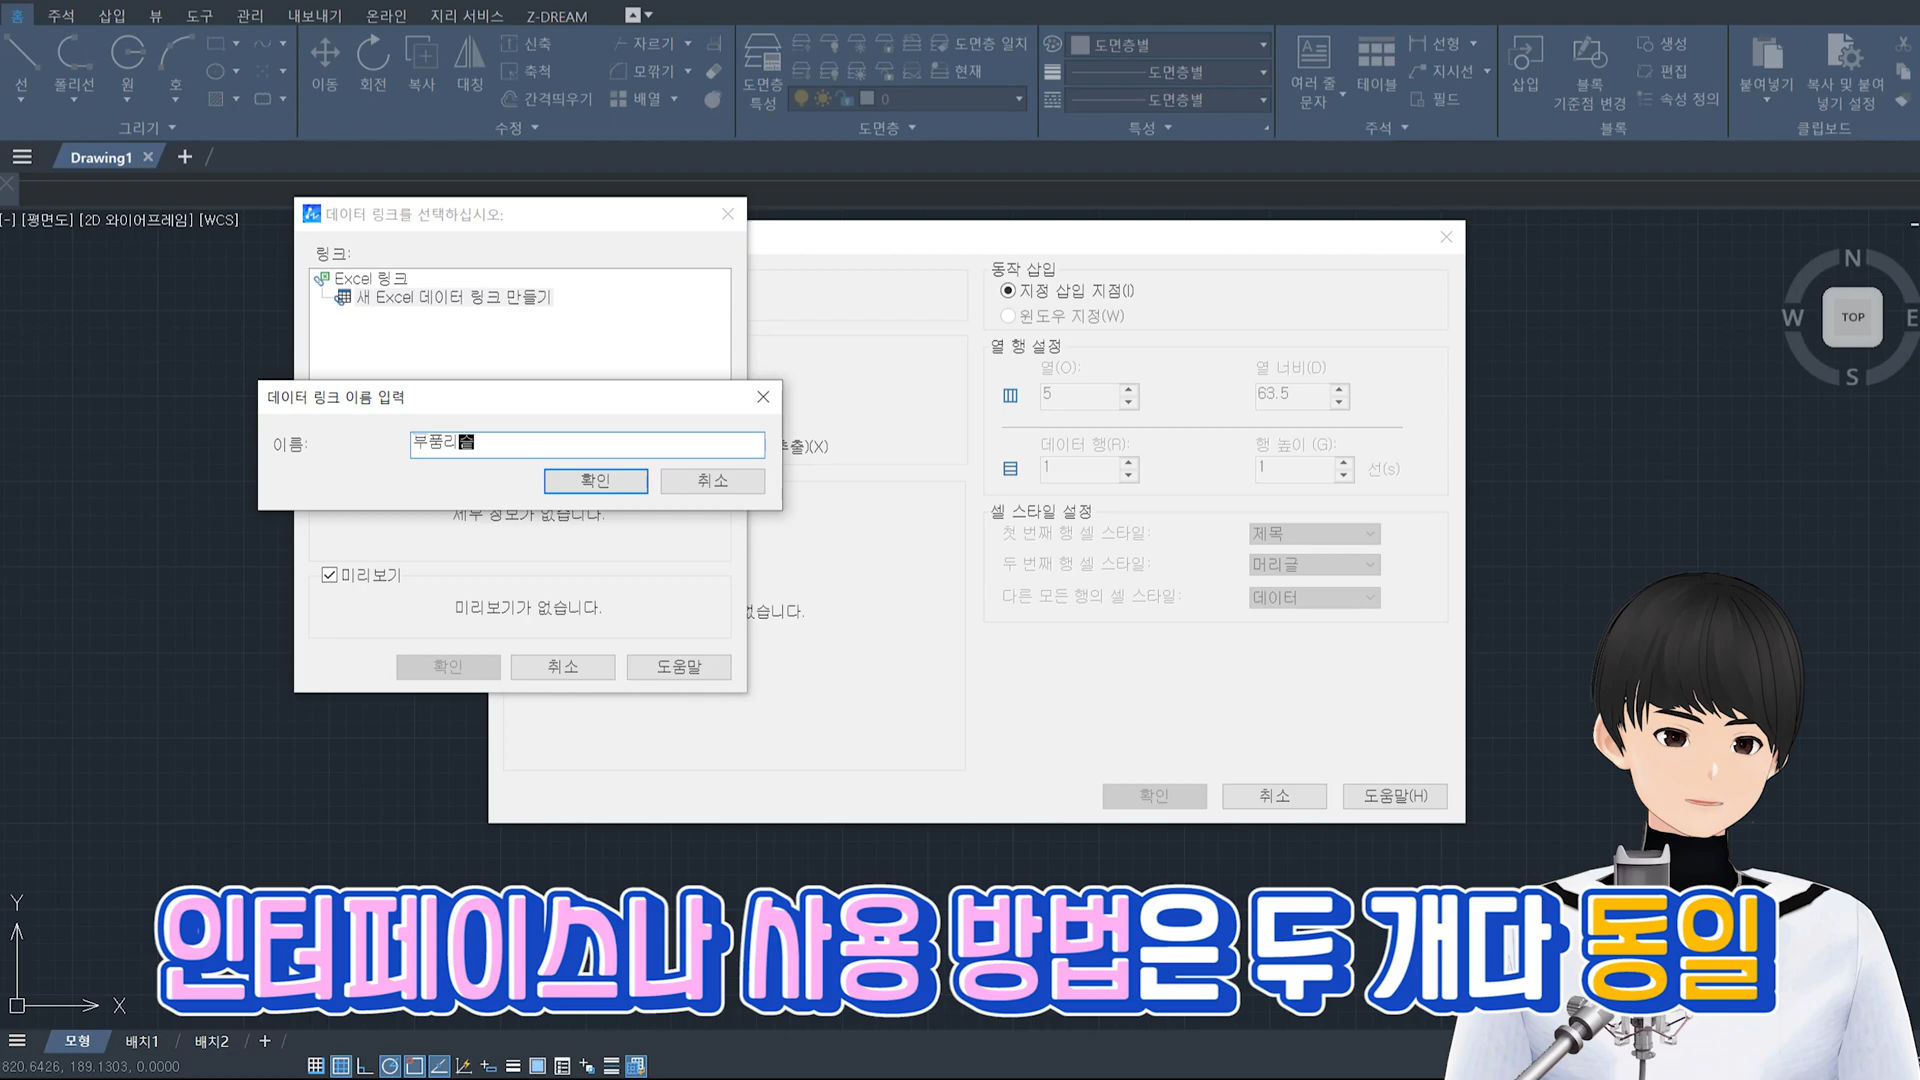 홈 주석 삽입 뷰 도구 관리 내보내기 온라인 지리 서비스 Z-DREAM
선 폴리선 원 호
그리기
이동 회전 복사 대칭
신축 자르기
축척 모깎기
간격띄우기 배열
수정
도면층
특성
도면층 일치
현재
0
도면층
도면층별
도면층별
도면층별
특성
여러 줄
문자
테이블
선형
지시선
필드
주석
삽입
블록
기준점 변경
생성
편집
속성 정의
블록
붙여넣기
복사 및 붙여
넣기 설정
클립보드
Drawing1
[-] [평면도] [2D 와이어프레임] [WCS]
데이터 링크를 선택하십시오:
링크:
Excel 링크
새 Excel 데이터 링크 만들기
데이터 링크 이름 입력
이름:
확인 취소
세부 정보가 없습니다.
미리보기
미리보기가 없습니다.
확인 취소 도움말
추출)(X)
없습니다.
동작 삽입
지정 삽입 지점(I)
윈도우 지정(W)
열 행 설정
열(O): 열 너비(D)
5 63.5
데이터 행(R): 행 높이 (G):
1 1 선(s)
셀 스타일 설정
첫 번째 행 셀 스타일: 제목
두 번째 행 셀 스타일: 머리글
다른 모든 행의 셀 스타일: 데이터
확인 취소 도움말(H)
N
W TOP E
S
인터페이스나 사용 방법은 두 개다 동일
Y
X
모형 배치1 배치2
820.6426, 189.1303, 0.0000